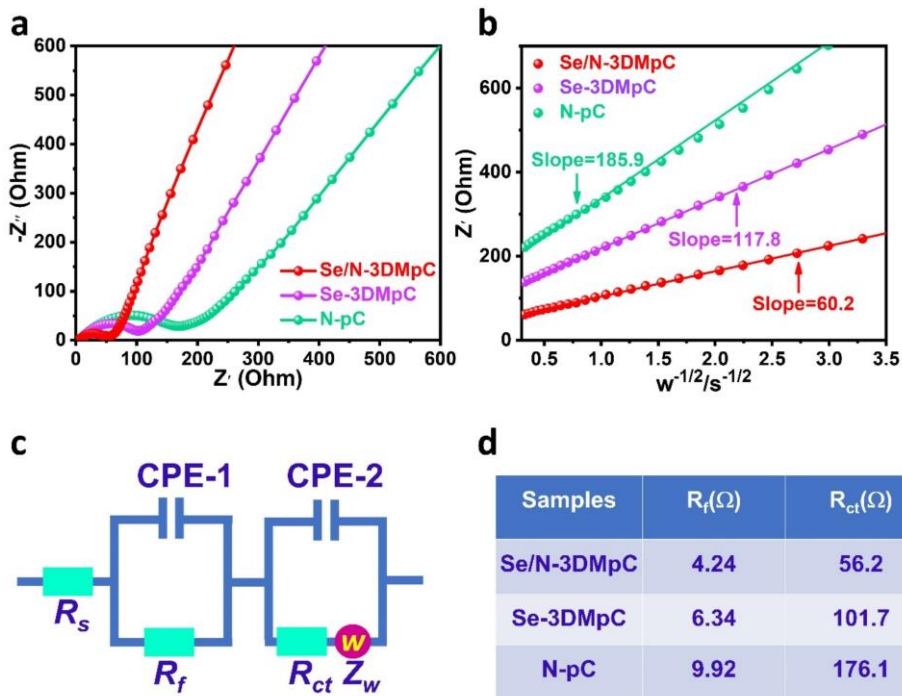 a
600
500
400
300
200
100
0
-Z″ (Ohm)
Se/N-3DMpC
Se-3DMpC
N-pC
0 100 200 300 400 500 600
Z′ (Ohm)
b
Se/N-3DMpC
Se-3DMpC
N-pC
600
400
200
0
Z′ (Ohm)
Slope=185.9
Slope=117.8
Slope=60.2
0.5 1.0 1.5 2.0 2.5 3.0 3.5
w⁻¹/²/s⁻¹/²
c
CPE-1 CPE-2
Rs
Rf
Rct
W
Zw
d
Samples Rf(Ω) Rct(Ω)
Se/N-3DMpC 4.24 56.2
Se-3DMpC 6.34 101.7
N-pC 9.92 176.1